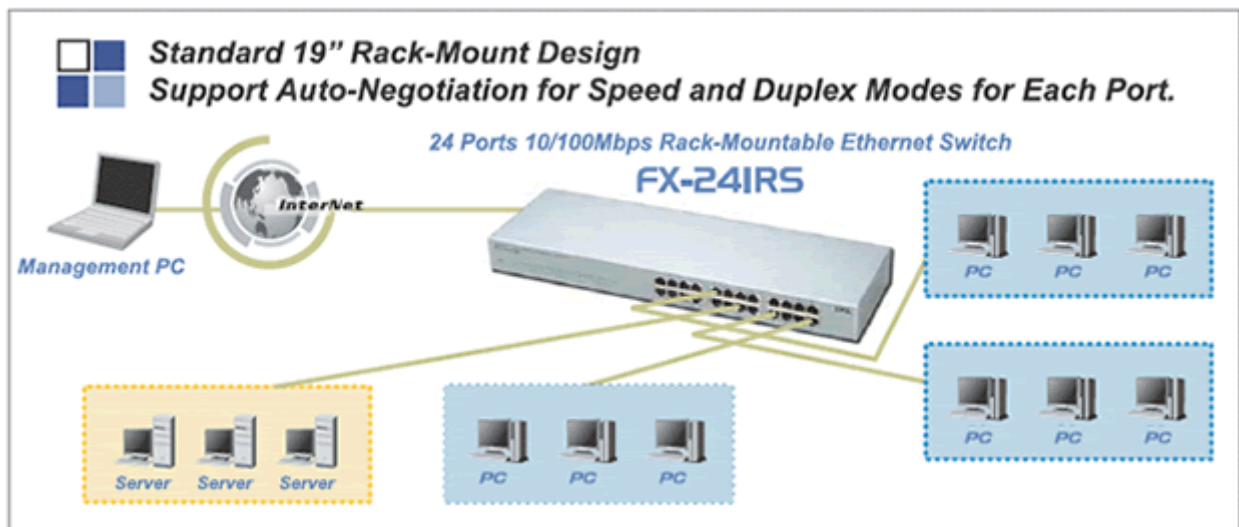 Standard 19” Rack-Mount Design
Support Auto-Negotiation for Speed and Duplex Modes for Each Port.
24 Ports 10/100Mbps Rack-Mountable Ethernet Switch
FX-24IRS
InterNet
Management PC
PC PC PC
PC PC PC
Server Server Server
PC PC PC